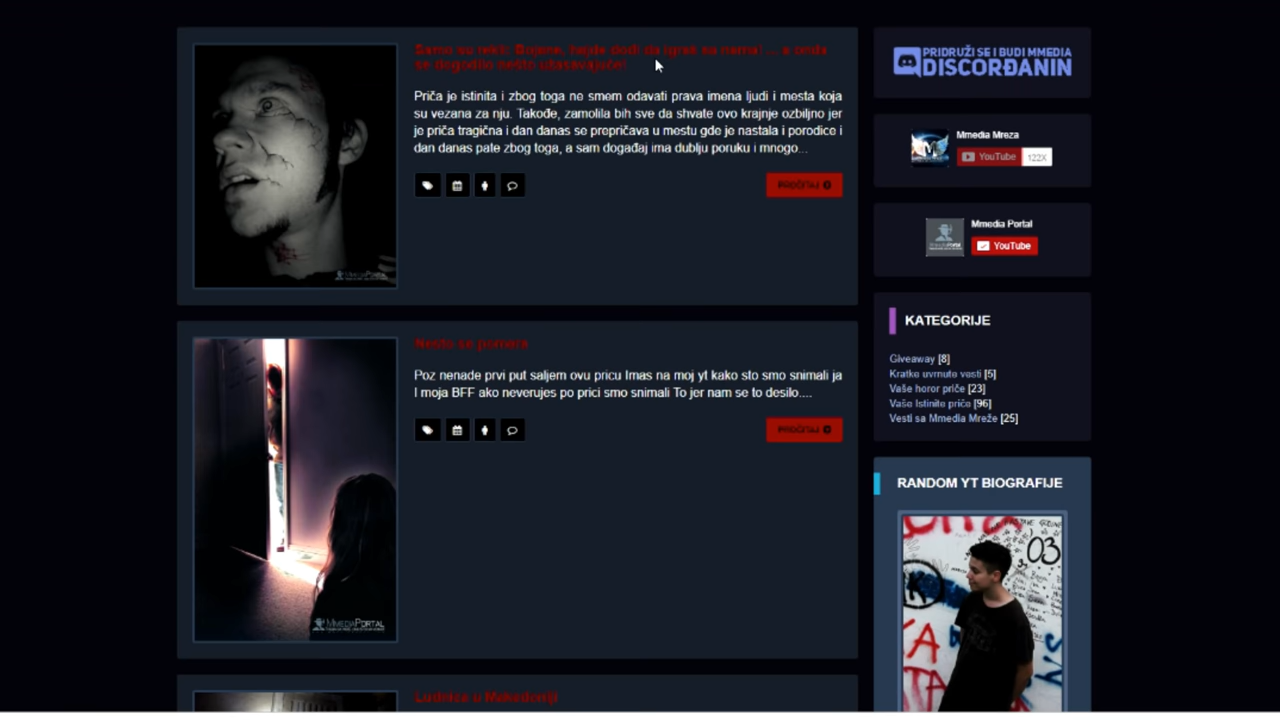 Samo su rekli: Bojane, hajde dođi da igraš sa nama! ... a onda
se dogodilo nešto užasavajuće!
Priča je istinita i zbog toga ne smem odavati prava imena ljudi i mesta koja
su vezana za nju. Takođe, zamolila bih sve da shvate ovo krajnje ozbiljno jer
je priča tragična i dan danas se prepričava u mestu gde je nastala i porodice i
dan danas pate zbog toga, a sam događaj ima dublju poruku i mnogo...
PROČITAJ
MMEDIAPORTAL
Nesto se pomera
Poz nenade prvi put saljem ovu pricu Imas na moj yt kako sto smo snimali ja
I moja BFF ako neverujes po prici smo snimali To jer nam se to desilo....
PROČITAJ
MMEDIAPORTAL
Ludnica u Makedoniji
PRIDRUŽI SE I BUDI MMEDIA
DISCORĐANIN
Mmedia Mreza
YouTube 122X
Mmedia Portal
YouTube
KATEGORIJE
Giveaway [8]
Kratke uvrnute vesti [5]
Vaše horor priče [23]
Vaše Istinite priče [96]
Vesti sa Mmedia Mreže [25]
RANDOM YT BIOGRAFIJE
03